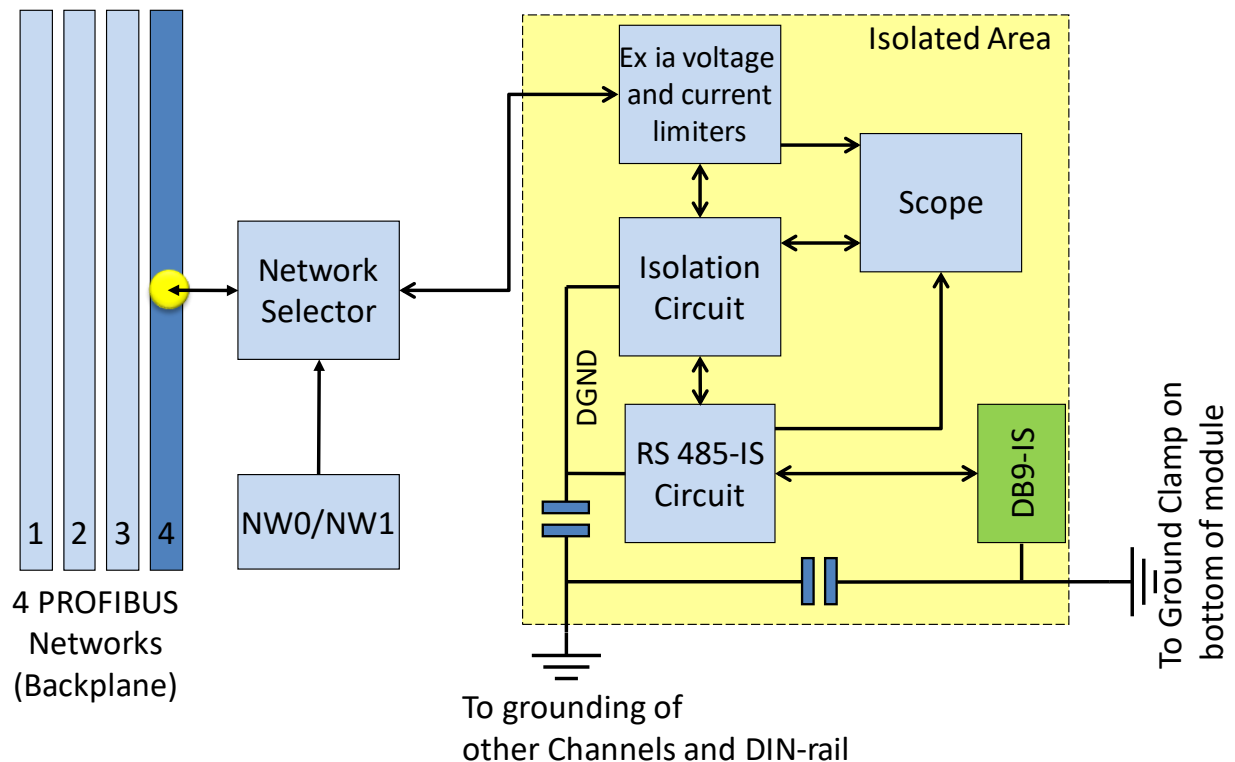 Isolated Area
Ex ia voltage
and current
limiters
Scope
Network
Selector
Isolation
Circuit
DGND
RS 485-IS
Circuit
DB9-IS
NW0/NW1
1
2
3
4
4 PROFIBUS
Networks
(Backplane)
To Ground Clamp on
bottom of module
To grounding of
other Channels and DIN-rail